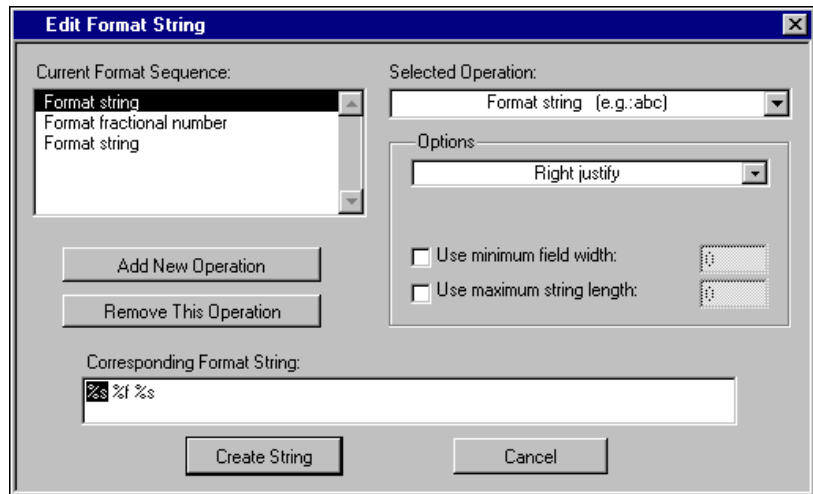 Edit Format String
Current Format Sequence:
Format string
Format fractional number
Format string
Add New Operation
Remove This Operation
Selected Operation:
Format string (e.g.:abc)
Options
Right justify
Use minimum field width: 0
Use maximum string length: 0
Corresponding Format String:
%s %f %s
Create String Cancel